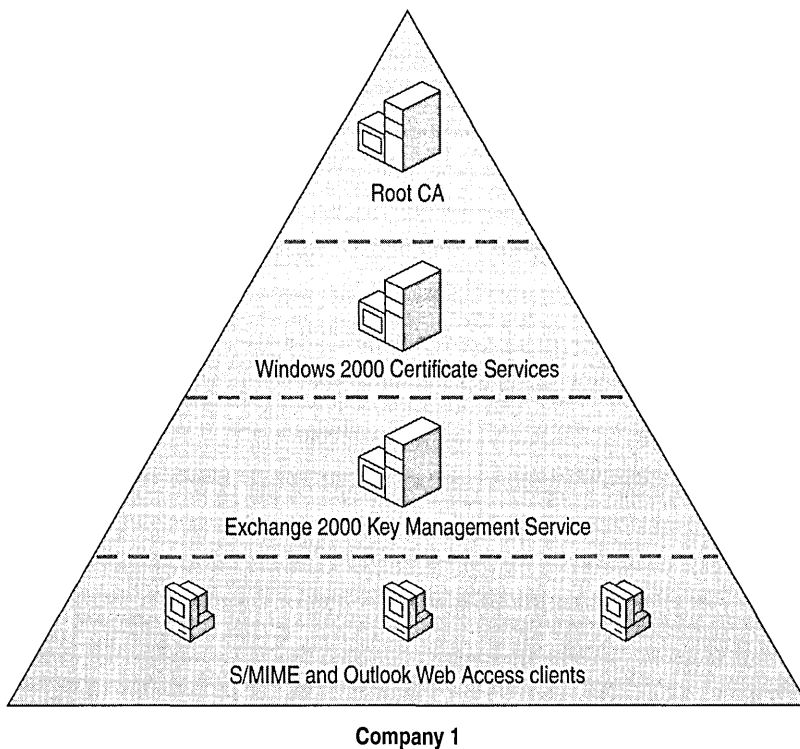 Root CA
Windows 2000 Certificate Services
Exchange 2000 Key Management Service
S/MIME and Outlook Web Access clients
Company 1